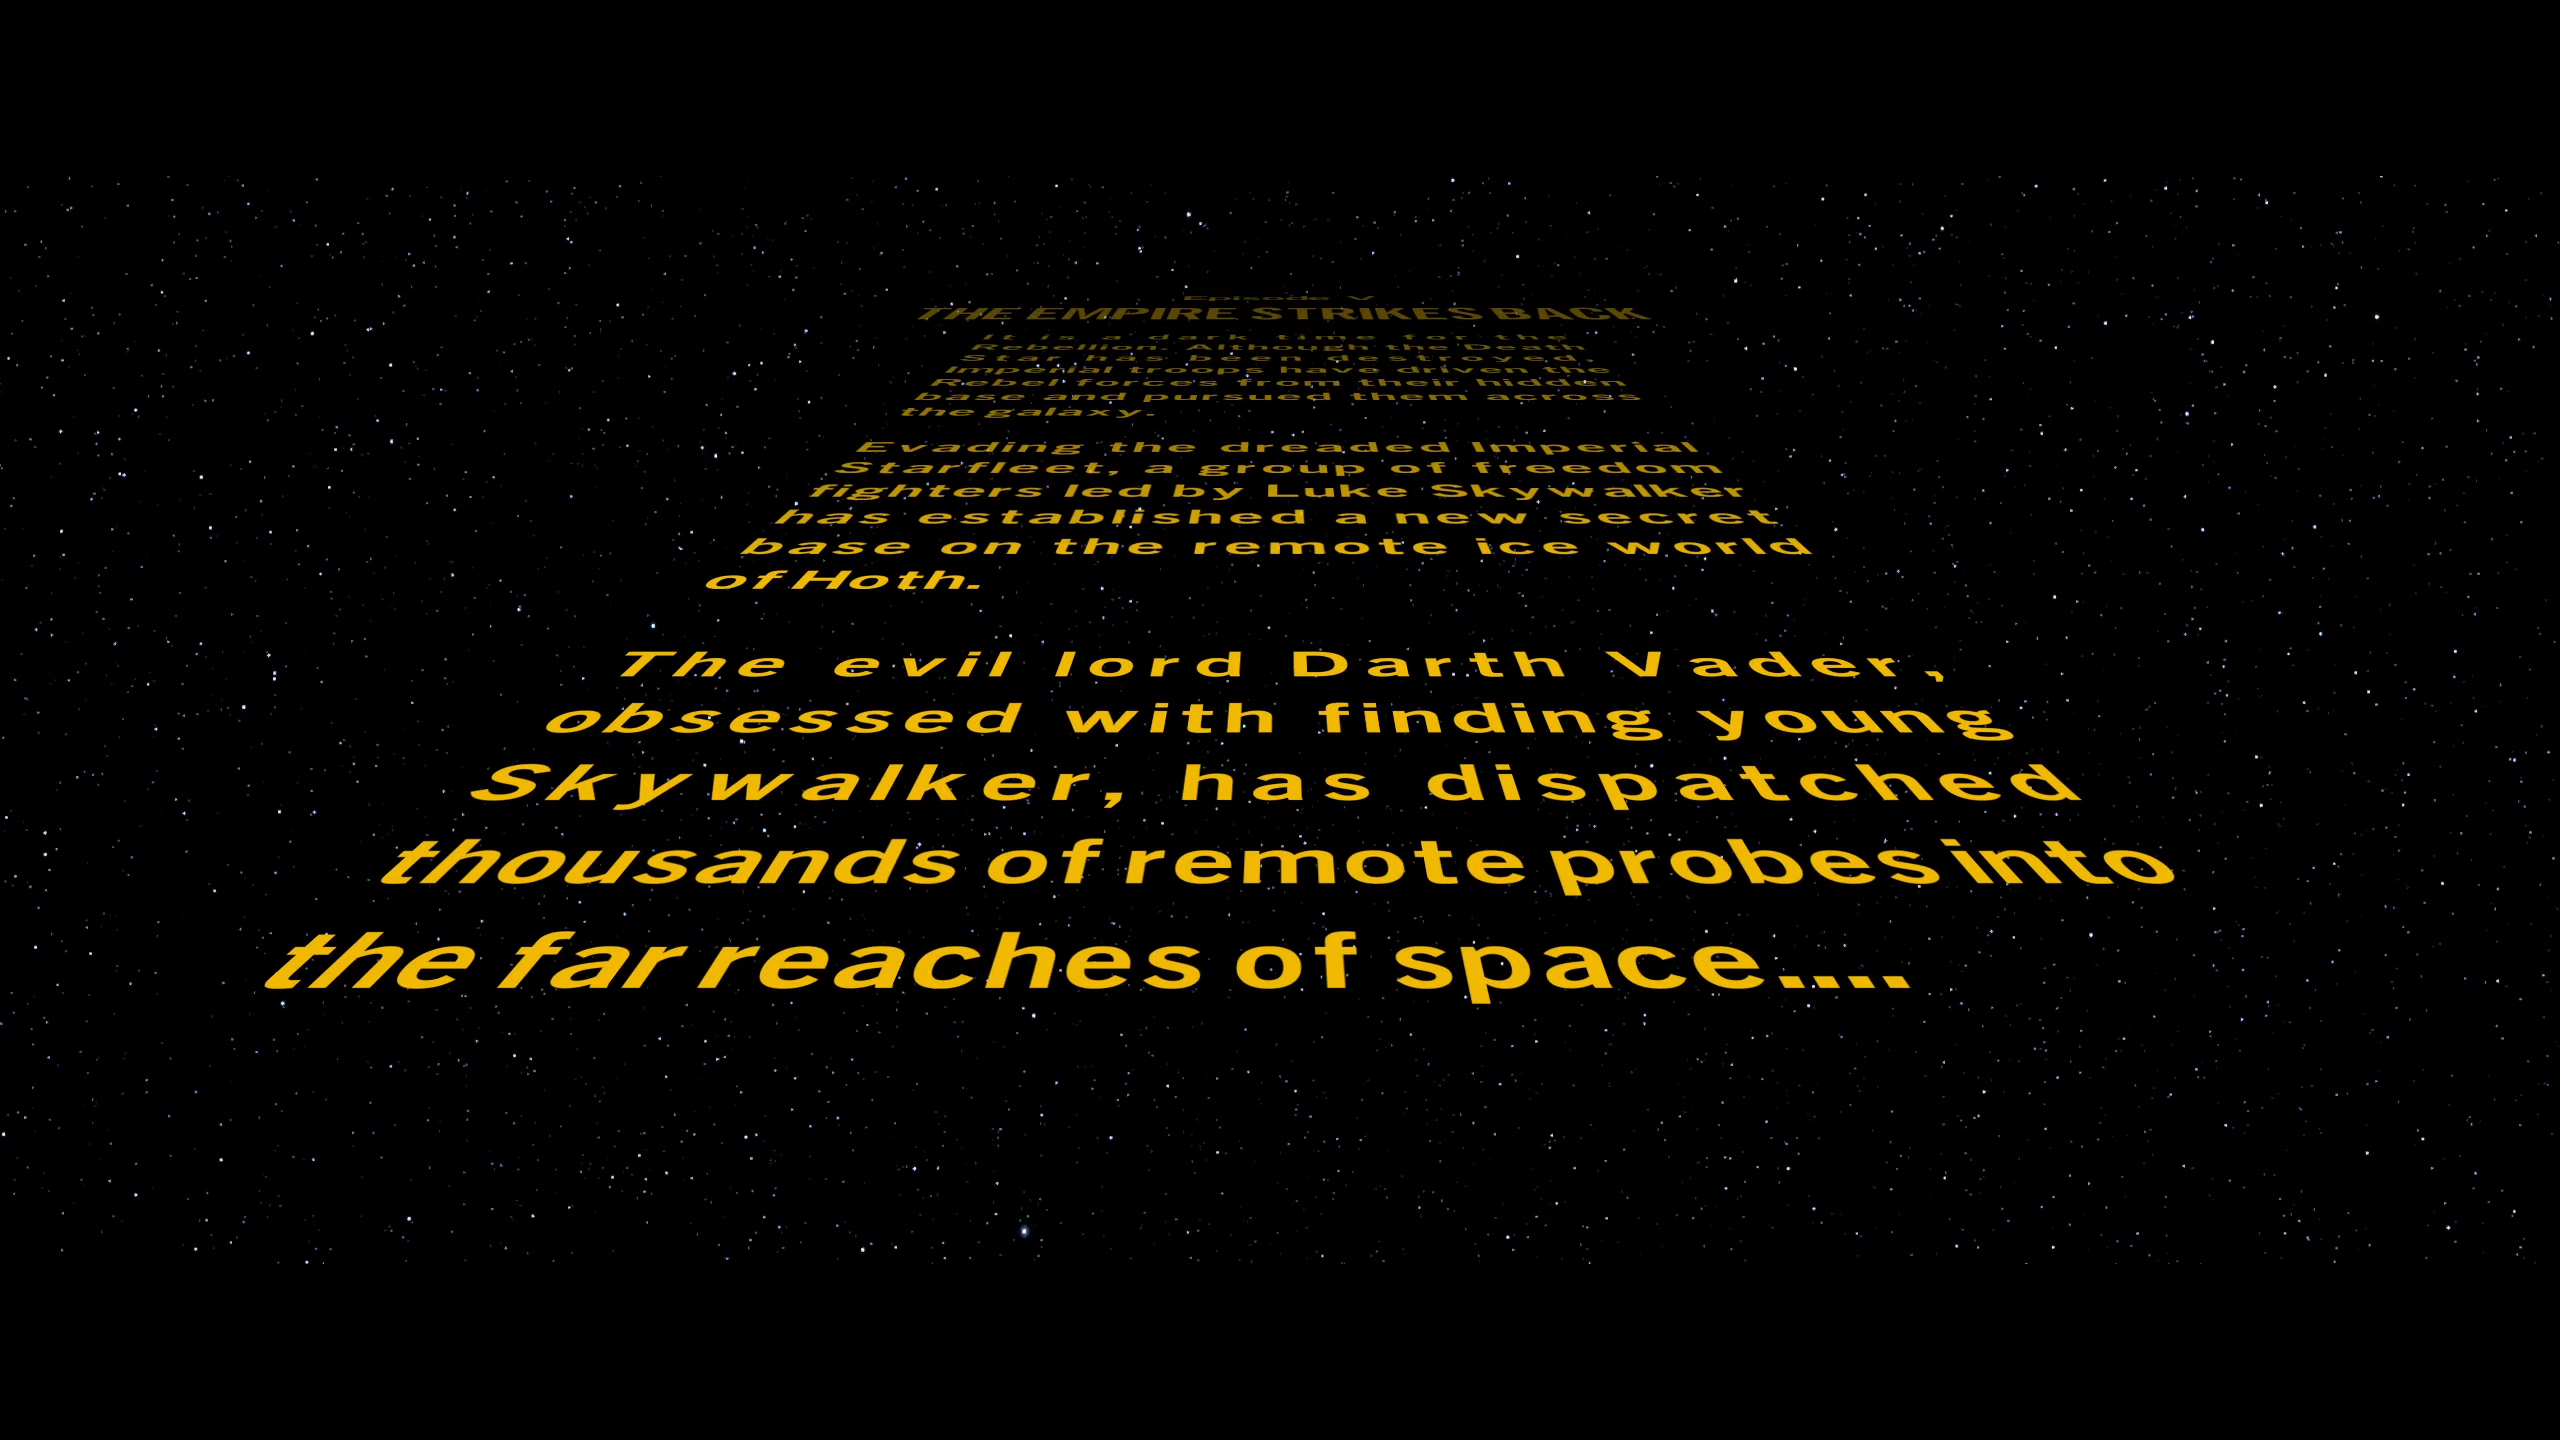 Episode V
THE EMPIRE STRIKES BACK
It is a dark time for the
Rebellion. Although the Death
Star has been destroyed,
Imperial troops have driven the
Rebel forces from their hidden
base and pursued them across
the galaxy.
Evading the dreaded Imperial
Starfleet, a group of freedom
fighters led by Luke Skywalker
has established a new secret
base on the remote ice world
of Hoth.
The evil lord Darth Vader,
obsessed with finding young
Skywalker, has dispatched
thousands of remote probes into
the far reaches of space....